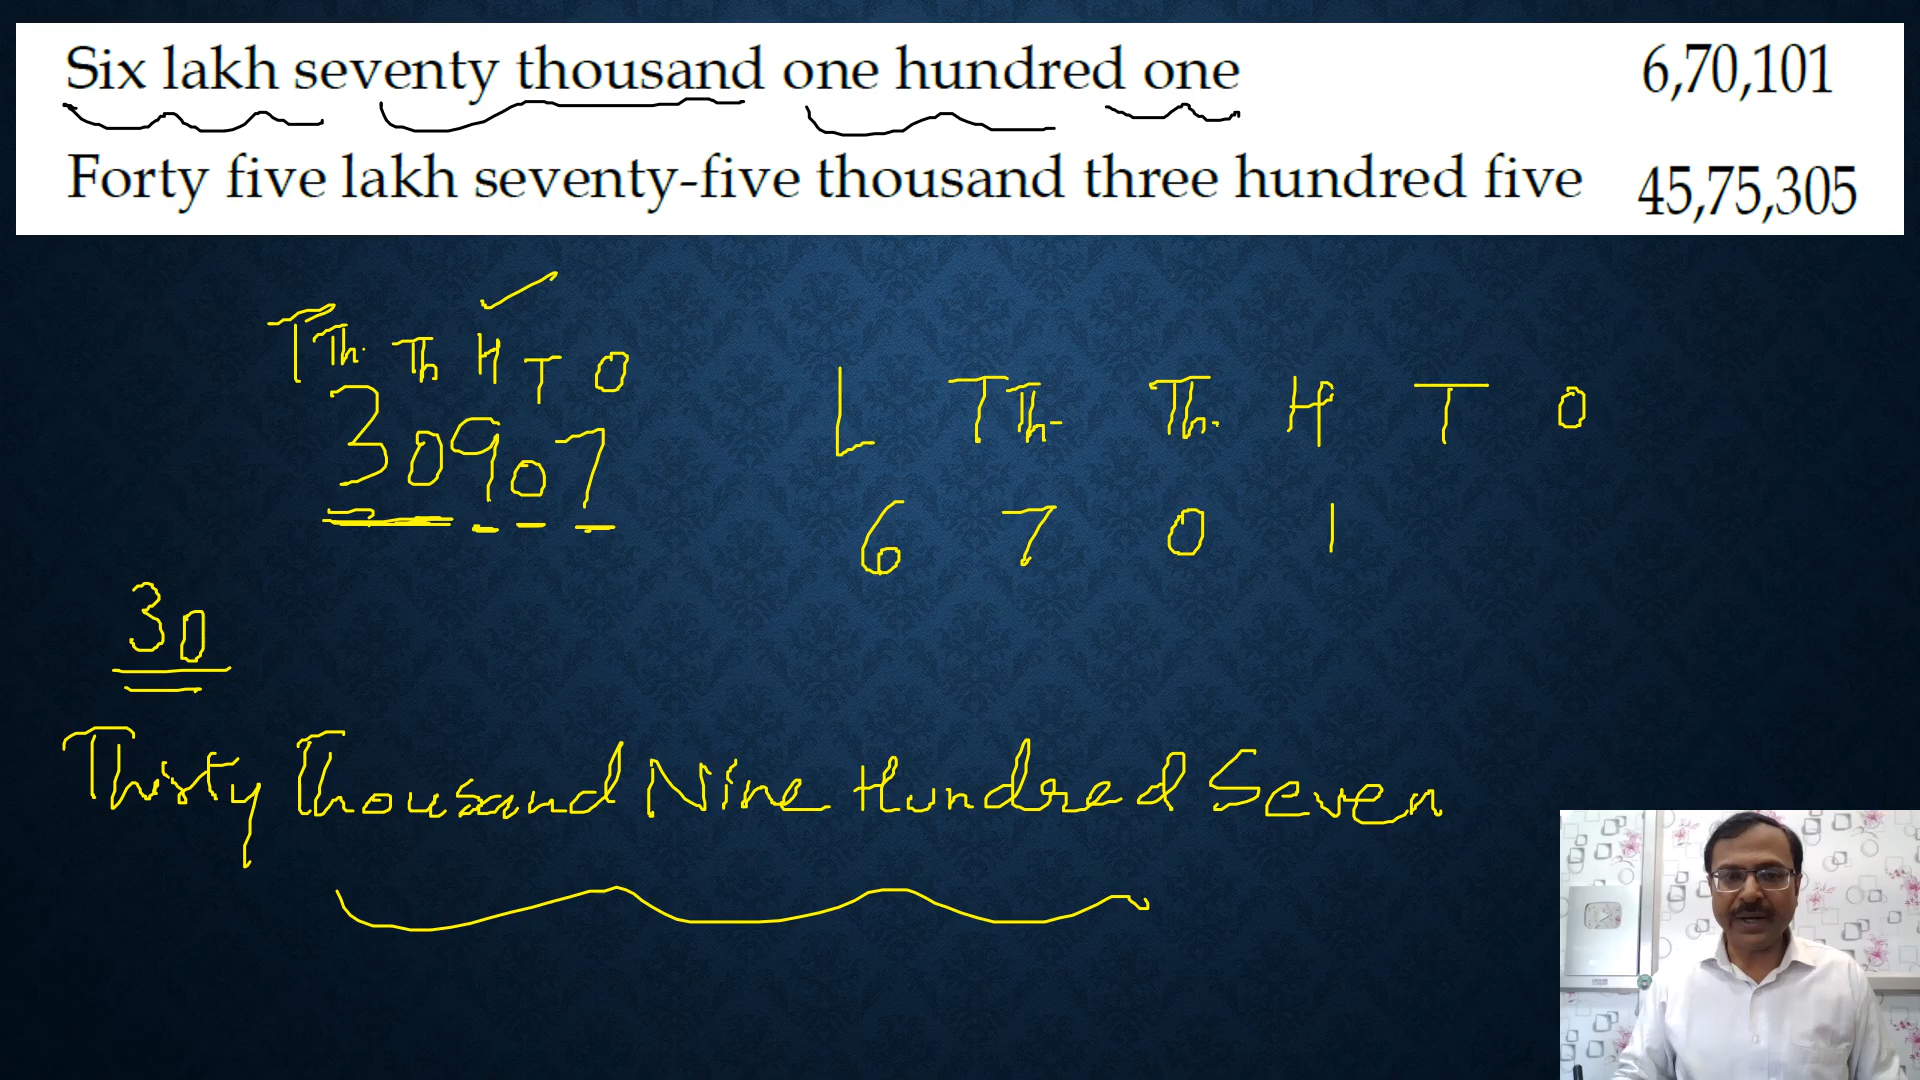 Six lakh seventy thousand one hundred one 6,70,101
Forty five lakh seventy-five thousand three hundred five 45,75,305
TTh. Th H T O
30907
L TTh. Th. H T O
6 7 0 1
30
Thirty Thousand Nine Hundred Seven